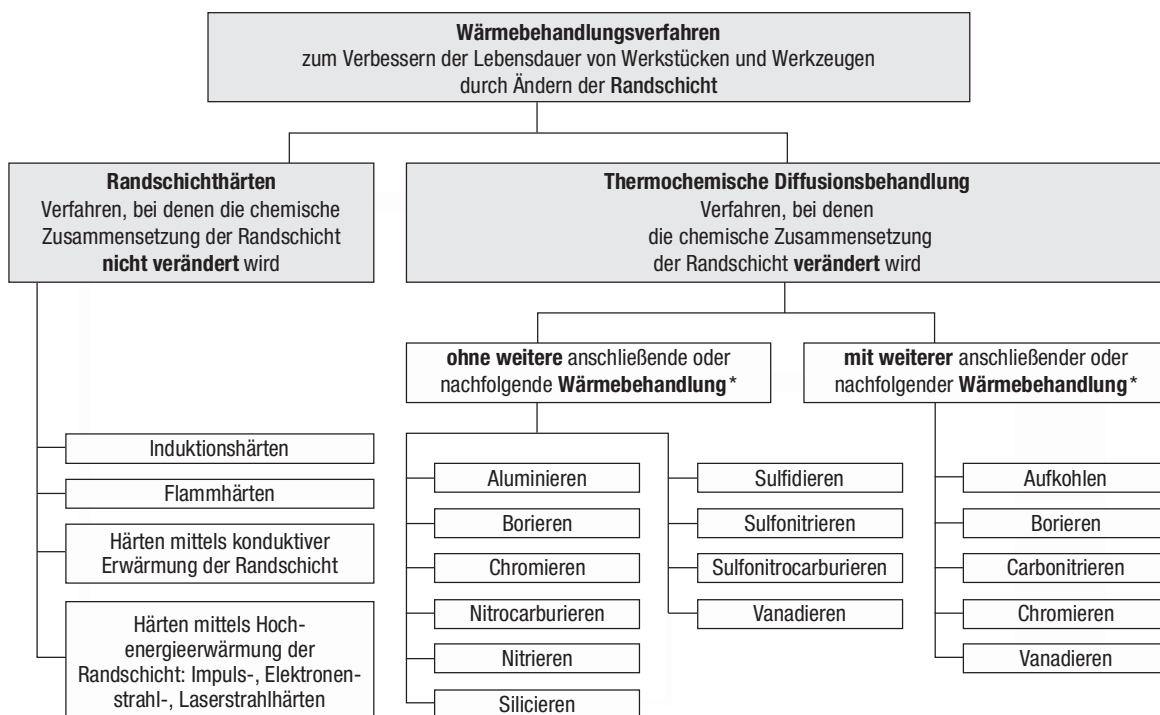 Wärmebehandlungsverfahren
zum Verbessern der Lebensdauer von Werkstücken und Werkzeugen
durch Ändern der Randschicht
Randschichthärten
Verfahren, bei denen die chemische
Zusammensetzung der Randschicht
nicht verändert wird
Thermochemische Diffusionsbehandlung
Verfahren, bei denen
die chemische Zusammensetzung
der Randschicht verändert wird
ohne weitere anschließende oder
nachfolgende Wärmebehandlung*
mit weiterer anschließender oder
nachfolgender Wärmebehandlung*
Induktionshärten
Flammhärten
Härten mittels konduktiver
Erwärmung der Randschicht
Härten mittels Hoch-
energieerwärmung der
Randschicht: Impuls-, Elektronen-
strahl-, Laserstrahlhärten
Aluminieren
Borieren
Chromieren
Nitrocarburieren
Nitrieren
Silicieren
Sulfidieren
Sulfonitrieren
Sulfonitrocarburieren
Vanadieren
Aufkohlen
Borieren
Carbonitrieren
Chromieren
Vanadieren